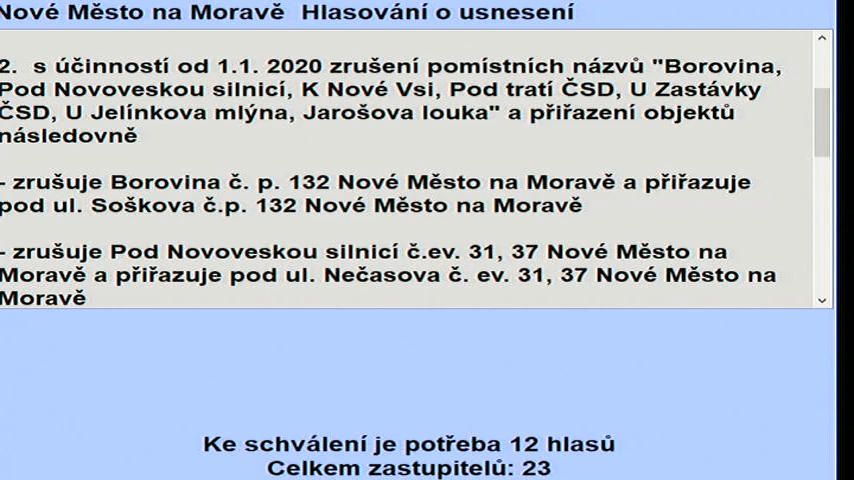 Nové Město na Moravě Hlasování o usnesení
2. s účinností od 1.1. 2020 zrušení pomístních názvů "Borovina,
Pod Novoveskou silnicí, K Nové Vsi, Pod tratí ČSD, U Zastávky
ČSD, U Jelínkova mlýna, Jarošova louka" a přiřazení objektů
následovně
- zrušuje Borovina č. p. 132 Nové Město na Moravě a přiřazuje
pod ul. Soškova č.p. 132 Nové Město na Moravě
- zrušuje Pod Novoveskou silnicí č.ev. 31, 37 Nové Město na
Moravě a přiřazuje pod ul. Nečasova č. ev. 31, 37 Nové Město na
Moravě
Ke schválení je potřeba 12 hlasů
Celkem zastupitelů: 23